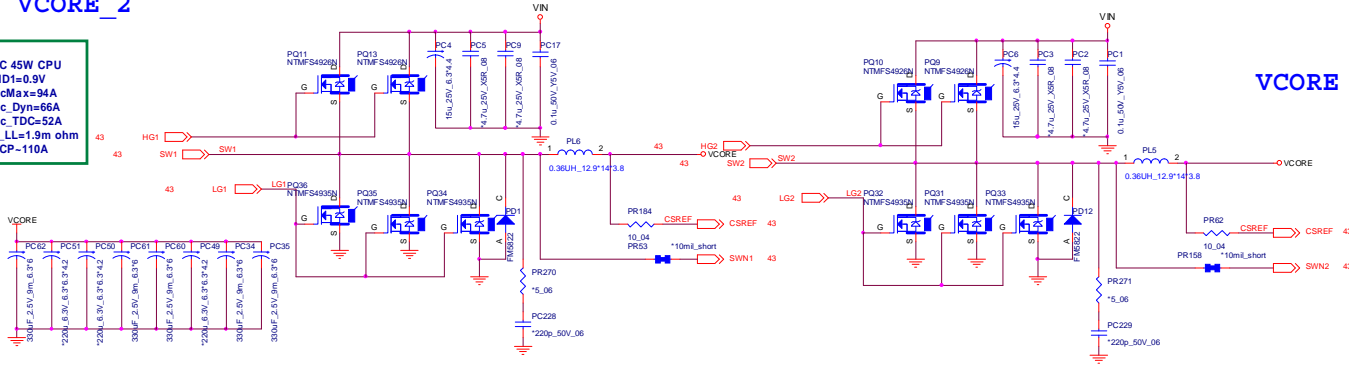 VCORE_2
C 45W CPU
ID1=0.9V
cMax=94A
c_Dyn=66A
c_TDC=52A
_LL=1.9m ohm
CP~110A
VIN
PQ11
NTMFS4926N
PQ13
NTMFS4926N
D
D
G
G
S
S
PC4
15u_25V_6.3*4.4
PC5
*4.7u_25V_X5R_08
PC9
*4.7u_25V_X5R_08
PC17
0.1u_50V_Y5V_06
43
HG1
43
SW1
SW1
43
LG1
LG1
PQ36
NTMFS4935N
PQ35
NTMFS4935N
PQ34
NTMFS4935N
G
G
G
S
S
S
C
PD1
A
FM5822
1
PL6
2
0.36UH_12.9*14*3.8
VCORE
PR184
10_04
CSREF
CSREF
43
PR53
*10mil_short
SWN1
43
PR270
*5_06
PC228
*220p_50V_06
VCORE
PC62
330uF_2.5V_9m_6.3*6
PC51
*220u_6.3V_6.3*4.2
PC50
*220u_6.3V_6.3*4.2
PC61
330uF_2.5V_9m_6.3*6
PC60
330uF_2.5V_9m_6.3*6
PC49
*220u_6.3V_6.3*4.2
PC34
330uF_2.5V_9m_6.3*6
PC35
330uF_2.5V_9m_6.3*6
VCORE
VIN
PQ10
NTMFS4926N
PQ9
NTMFS4926N
D
D
G
G
S
S
PC6
15u_25V_6.3*4.4
PC3
*4.7u_25V_X5R_08
PC2
*4.7u_25V_X5R_08
PC1
0.1u_50V_Y5V_06
43
HG2
43
SW2
SW2
43
LG2
LG2
PQ32
NTMFS4935N
PQ31
NTMFS4935N
PQ33
NTMFS4935N
G
G
G
S
S
S
C
PD12
A
FM5822
1
PL5
2
0.36UH_12.9*14*3.8
VCORE
PR62
10_04
CSREF
CSREF
PR158
*10mil_short
SWN2
PR271
*5_06
PC229
*220p_50V_06